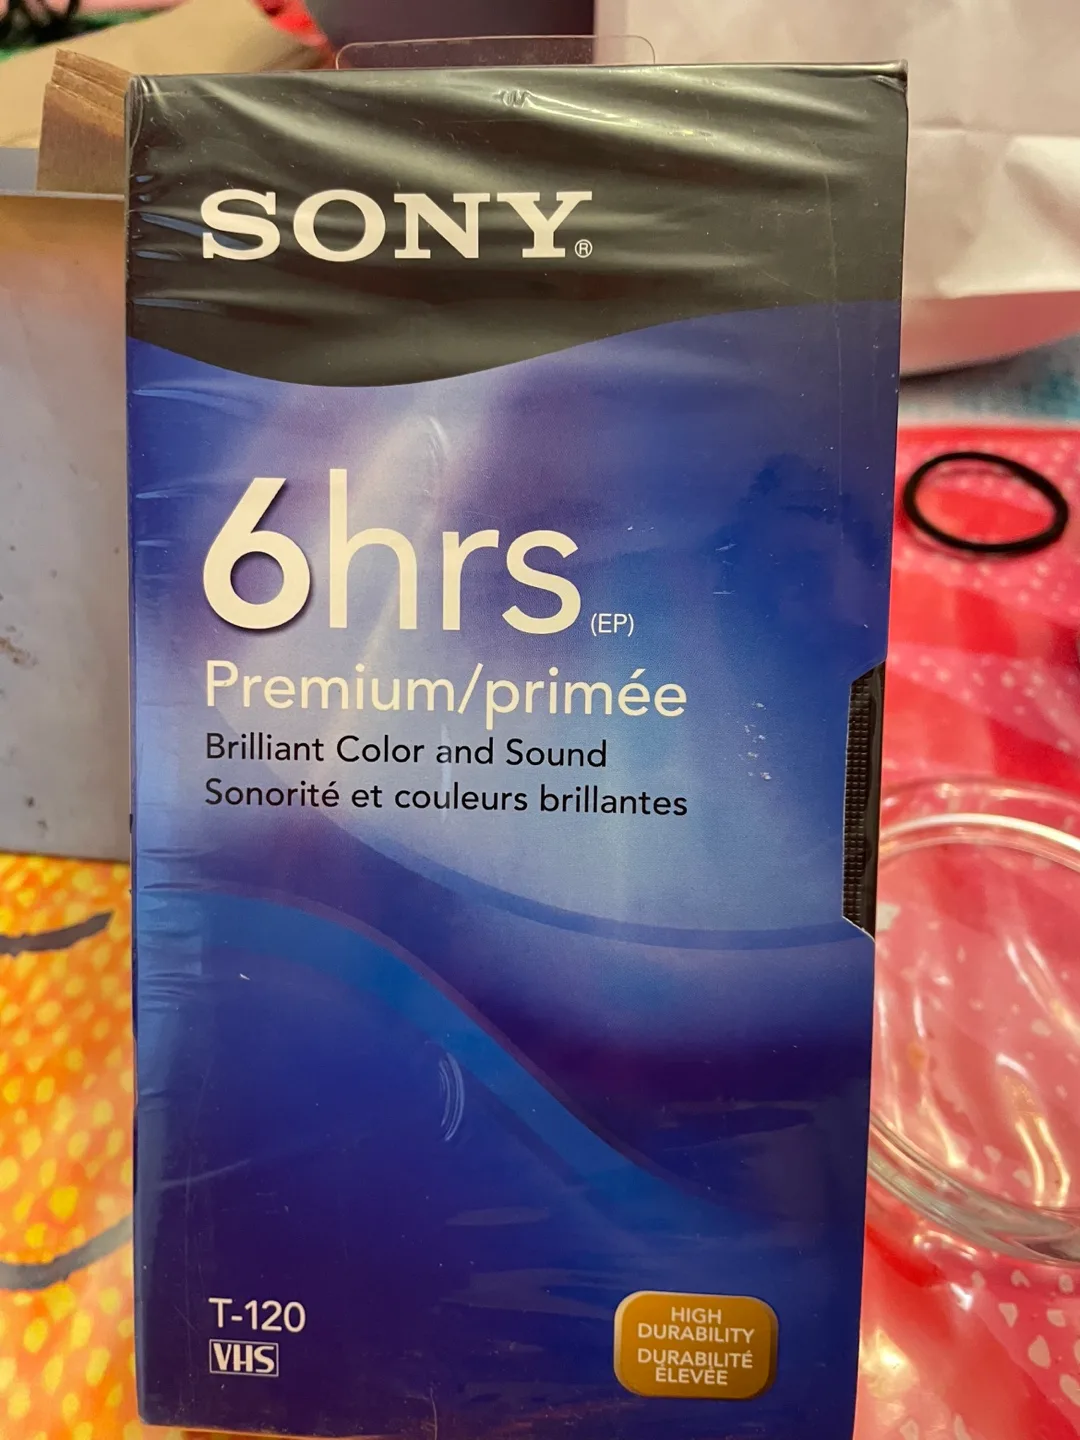 SONY®
6hrs (EP)
Premium/primée
Brilliant Color and Sound
Sonorité et couleurs brillantes
T-120
VHS
HIGH
DURABILITY
DURABILITÉ
ÉLEVÉE